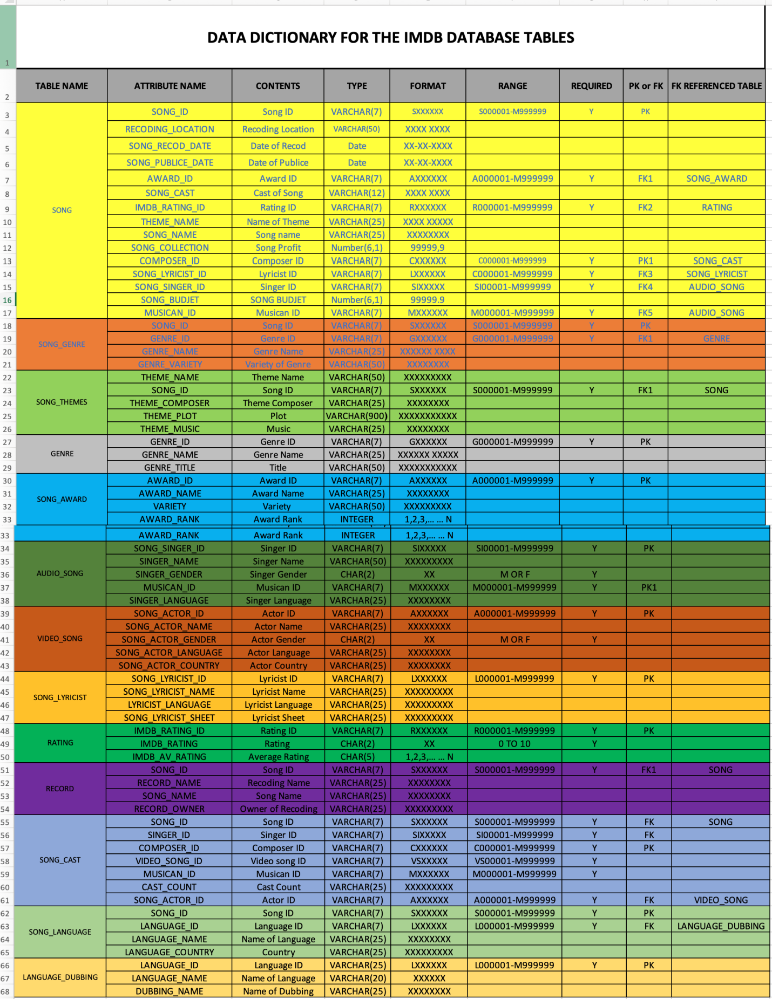 DATA DICTIONARY FOR THE IMDB DATABASE TABLES
1
2 TABLE NAME ATTRIBUTE NAME CONTENTS TYPE FORMAT RANGE REQUIRED PK or FK FK REFERENCED TABLE
3 SONG_ID Song ID VARCHAR(7) SXXXXXX S000001-M999999 Y PK
4 RECODING_LOCATION Recoding Location VARCHAR(50) XXXX XXXX
5 SONG_RECOD_DATE Date of Recod Date XX-XX-XXXX
6 SONG_PUBLICE_DATE Date of Publice Date XX-XX-XXXX
7 AWARD_ID Award ID VARCHAR(7) AXXXXXX A000001-M999999 Y FK1 SONG_AWARD
8 SONG_CAST Cast of Song VARCHAR(12) XXXX XXXX
9 SONG IMDB_RATING_ID Rating ID VARCHAR(7) RXXXXXX R000001-M999999 Y FK2 RATING
10 THEME_NAME Name of Theme VARCHAR(25) XXXX XXXXX
11 SONG_NAME Song name VARCHAR(25) XXXXXXXX
12 SONG_COLLECTION Song Profit Number(6,1) 99999,9
13 COMPOSER_ID Composer ID VARCHAR(7) CXXXXXX C000001-M999999 Y PK1 SONG_CAST
14 SONG_LYRICIST_ID Lyricist ID VARCHAR(7) LXXXXXX C000001-M999999 Y FK3 SONG_LYRICIST
15 SONG_SINGER_ID Singer ID VARCHAR(7) SIXXXXX SI00001-M999999 Y FK4 AUDIO_SONG
16 SONG_BUDJET SONG BUDJET Number(6,1) 99999.9
17 MUSICAN_ID Musican ID VARCHAR(7) MXXXXXX M000001-M999999 Y FK5 AUDIO_SONG
18 SONG_ID Song ID VARCHAR(7) SXXXXXX S000001-M999999 Y PK
19 SONG_GENRE GENRE_ID Genre ID VARCHAR(7) GXXXXXX G000001-M999999 Y FK1 GENRE
20 GENRE_NAME Genre Name VARCHAR(25) XXXXXX XXXX
21 GENRE_VARIETY Variety of Genre VARCHAR(50) XXXXXXXX
22 THEME_NAME Theme Name VARCHAR(50) XXXXXXXXX
23 SONG_ID Song ID VARCHAR(7) SXXXXXX S000001-M999999 Y FK1 SONG
24 SONG_THEMES THEME_COMPOSER Theme Composer VARCHAR(25) XXXXXXXX
25 THEME_PLOT Plot VARCHAR(900) XXXXXXXXXXX
26 THEME_MUSIC Music VARCHAR(25) XXXXXXXX
27 GENRE_ID Genre ID VARCHAR(7) GXXXXXX G000001-M999999 Y PK
28 GENRE GENRE_NAME Genre Name VARCHAR(25) XXXXXX XXXXX
29 GENRE_TITLE Title VARCHAR(50) XXXXXXXXXXX
30 AWARD_ID Award ID VARCHAR(7) AXXXXXX A000001-M999999 Y PK
31 SONG_AWARD AWARD_NAME Award Name VARCHAR(25) XXXXXXXX
32 VARIETY Variety VARCHAR(50) XXXXXXXXX
33 AWARD_RANK Award Rank INTEGER 1,2,3,... ... N
33 AWARD_RANK Award Rank INTEGER 1,2,3,... ... N
34 SONG_SINGER_ID Singer ID VARCHAR(7) SIXXXXX SI00001-M999999 Y PK
35 SINGER_NAME Singer Name VARCHAR(50) XXXXXXXXX
36 AUDIO_SONG SINGER_GENDER Singer Gender CHAR(2) XX M OR F Y
37 MUSICAN_ID Musican ID VARCHAR(7) MXXXXXX M000001-M999999 Y PK1
38 SINGER_LANGUAGE Singer Language VARCHAR(25) XXXXXXXX
39 SONG_ACTOR_ID Actor ID VARCHAR(7) AXXXXXX A000001-M999999 Y PK
40 SONG_ACTOR_NAME Actor Name VARCHAR(25) XXXXXXXX
41 VIDEO_SONG SONG_ACTOR_GENDER Actor Gender CHAR(2) XX M OR F Y
42 SONG_ACTOR_LANGUAGE Actor Language VARCHAR(25) XXXXXXXX
43 SONG_ACTOR_COUNTRY Actor Country VARCHAR(25) XXXXXXXX
44 SONG_LYRICIST_ID Lyricist ID VARCHAR(7) LXXXXXX L000001-M999999 Y PK
45 SONG_LYRICIST SONG_LYRICIST_NAME Lyricist Name VARCHAR(25) XXXXXXXXX
46 LYRICIST_LANGUAGE Lyricist Language VARCHAR(25) XXXXXXXXX
47 SONG_LYRICIST_SHEET Lyricist Sheet VARCHAR(25) XXXXXXXXX
48 IMDB_RATING_ID Rating ID VARCHAR(7) RXXXXXX R000001-M999999 Y PK
49 RATING IMDB_RATING Rating CHAR(2) XX 0 TO 10 Y
50 IMDB_AV_RATING Average Rating CHAR(5) 1,2,3,... ... N
51 SONG_ID Song ID VARCHAR(7) SXXXXXX S000001-M999999 Y FK1 SONG
52 RECORD RECORD_NAME Recoding Name VARCHAR(25) XXXXXXXX
53 SONG_NAME Song Name VARCHAR(25) XXXXXXXXX
54 RECORD_OWNER Owner of Recoding VARCHAR(25) XXXXXXXXX
55 SONG_ID Song ID VARCHAR(7) SXXXXXX S000001-M999999 Y FK SONG
56 SINGER_ID Singer ID VARCHAR(7) SIXXXXX SI00001-M999999 Y FK
57 COMPOSER_ID Composer ID VARCHAR(7) CXXXXXX C000001-M999999 Y PK
58 SONG_CAST VIDEO_SONG_ID Video song ID VARCHAR(7) VSXXXXX VS00001-M999999 Y
59 MUSICAN_ID Musican ID VARCHAR(7) MXXXXXX M000001-M999999 Y
60 CAST_COUNT Cast Count VARCHAR(25) XXXXXXXXX
61 SONG_ACTOR_ID Actor ID VARCHAR(7) AXXXXXX A000001-M999999 Y FK VIDEO_SONG
62 SONG_ID Song ID VARCHAR(7) SXXXXXX S000001-M999999 Y PK
63 SONG_LANGUAGE LANGUAGE_ID Language ID VARCHAR(7) LXXXXXX L000001-M999999 Y FK LANGUAGE_DUBBING
64 LANGUAGE_NAME Name of Language VARCHAR(25) XXXXXXXX
65 LANGUAGE_COUNTRY Country VARCHAR(25) XXXXXXXXX
66 LANGUAGE_ID Language ID VARCHAR(25) LXXXXXX L000001-M999999 Y PK
67 LANGUAGE_DUBBING LANGUAGE_NAME Name of Language VARCHAR(20) XXXXXX
68 DUBBING_NAME Name of Dubbing VARCHAR(25) XXXXXXXX